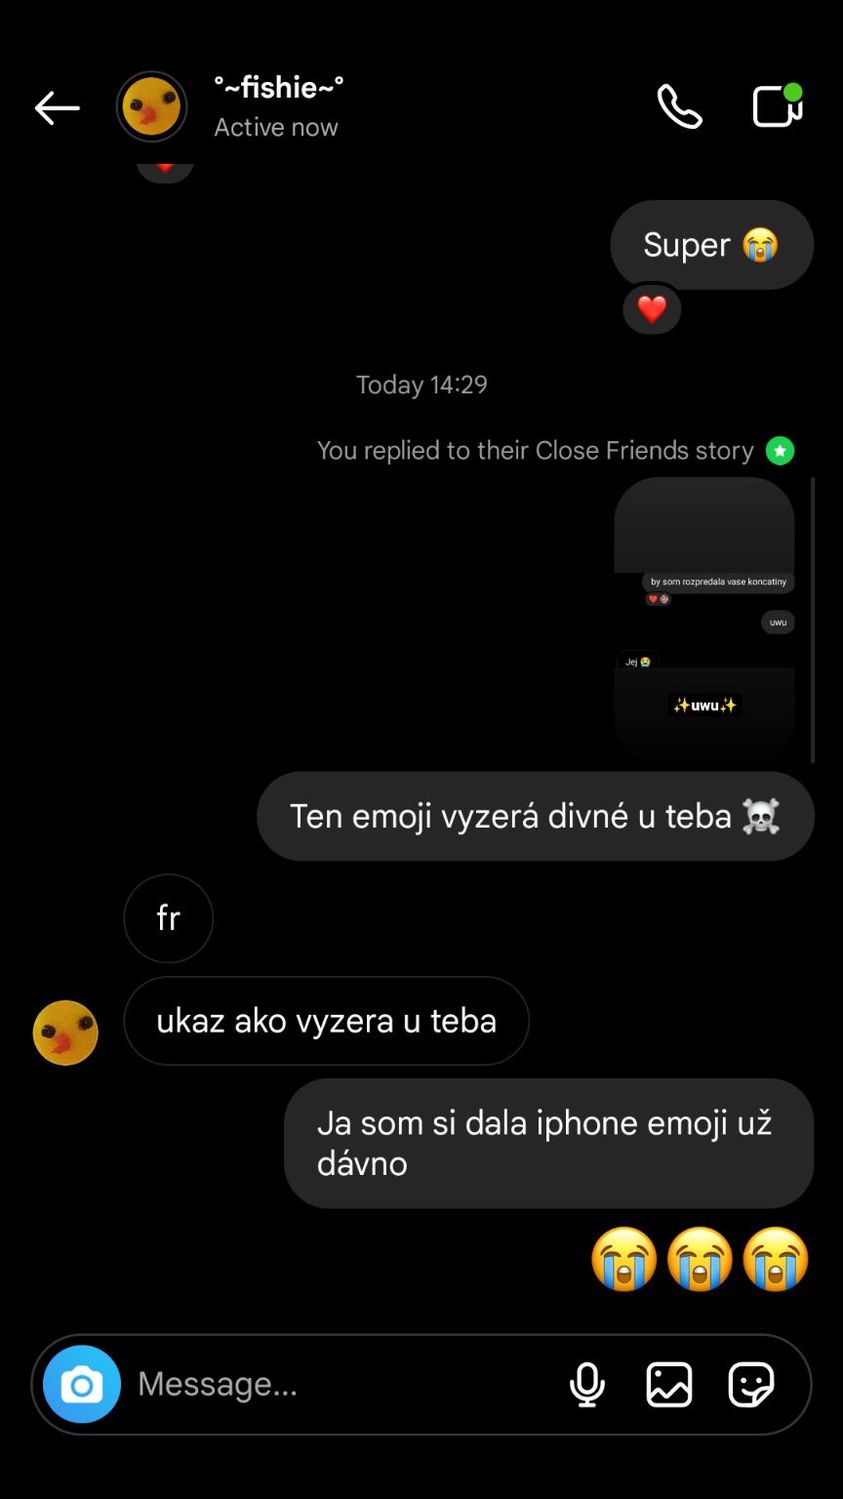 °~fishie~°
Active now
Super 😭
Today 14:29
You replied to their Close Friends story
by som rozpredala vase koncatiny
uwu
Jej 😭
✨uwu✨
Ten emoji vyzerá divné u teba ☠️
fr
ukaz ako vyzera u teba
Ja som si dala iphone emoji už
dávno
😭😭😭
Message...